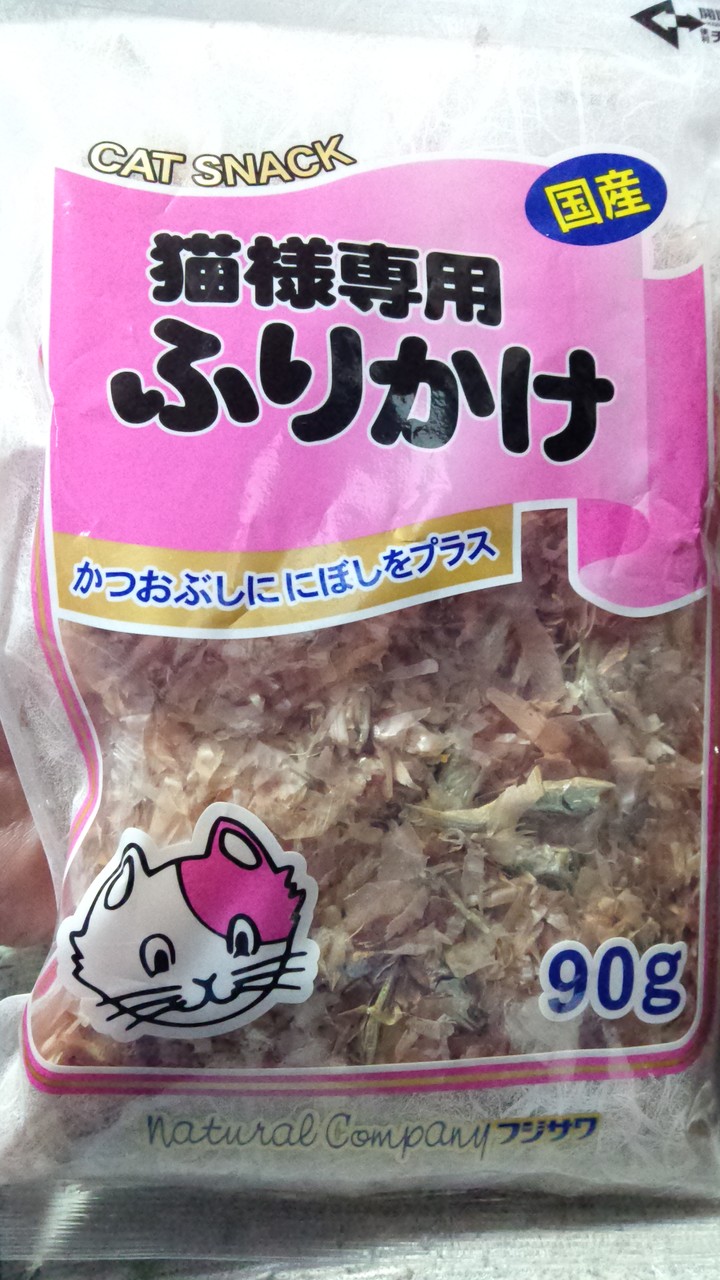 CAT SNACK
国産
猫様専用
ふりかけ
かつおぶしににぼしをプラス
90g
Natural Company フジサワ